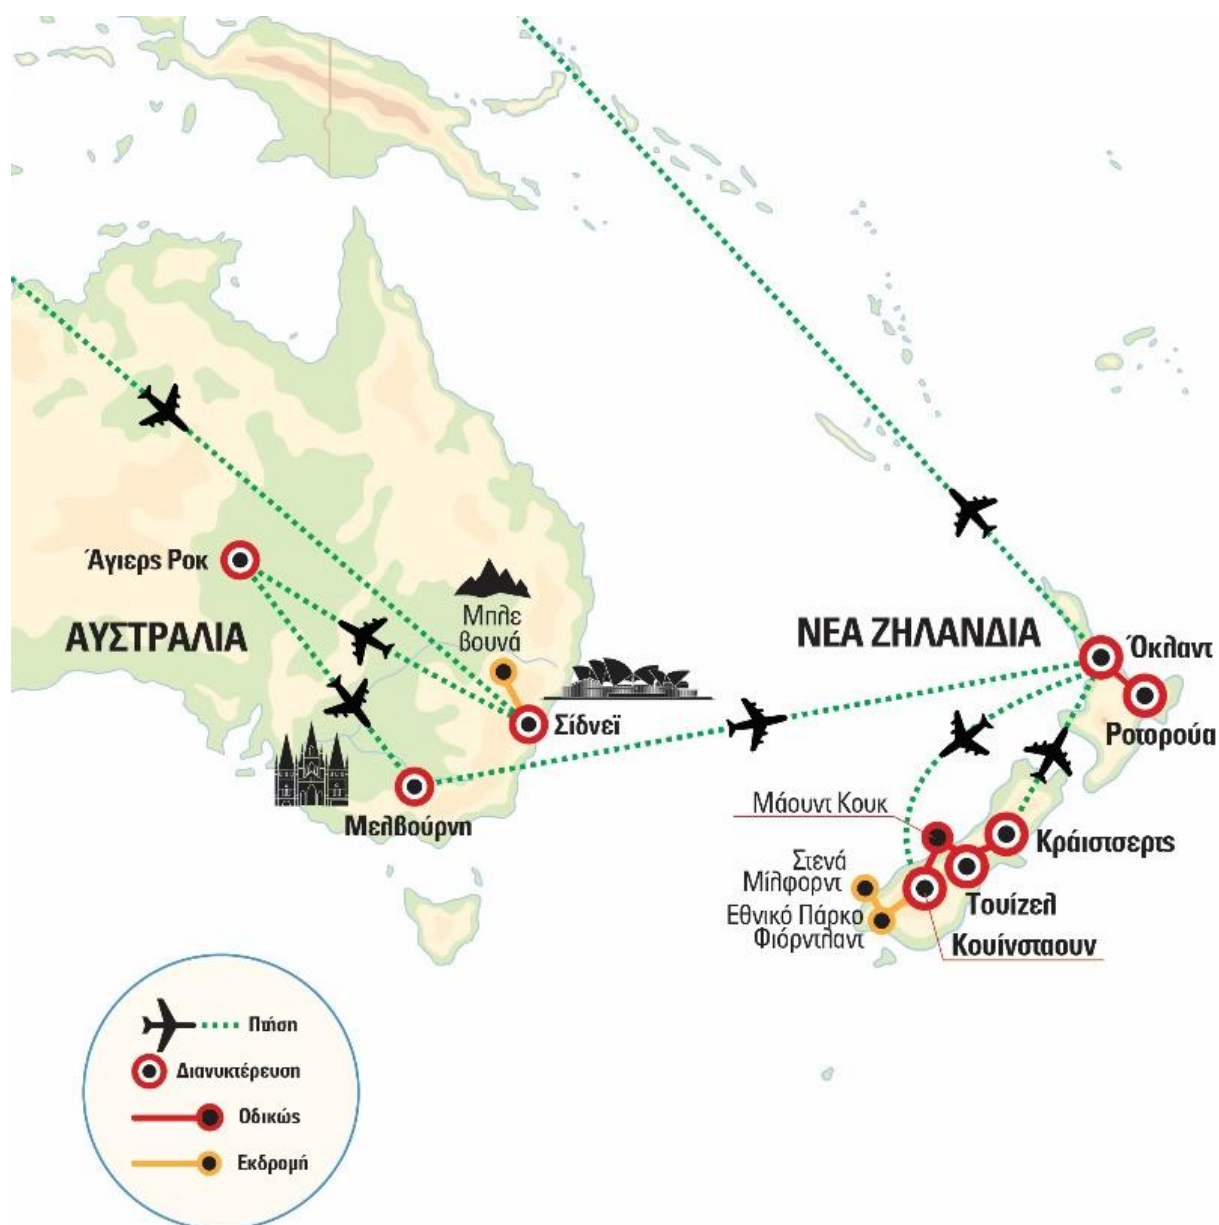 Άγιερς Ροκ
ΑΥΣΤΡΑΛΙΑ
Μπλε
βουνά
Σίδνεϊ
Μελβούρνη
ΝΕΑ ΖΗΛΑΝΔΙΑ
Όκλαντ
Ροτορούα
Μάουντ Κουκ
Κράιστσερτς
Στενά
Μίλφορντ
Τουίζελ
Εθνικό Πάρκο
Φιόρντλαντ
Κουίνσταουν
Πτήση
Διανυκτέρευση
Οδικώς
Εκδρομή